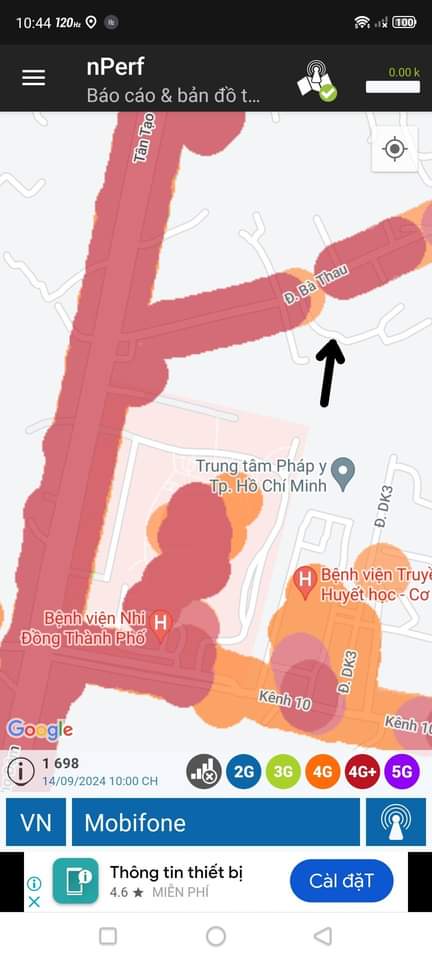 10:44 120Hz 100
nPerf
Báo cáo & bản đồ t...
0.00 k
Tân Tạo
Đ. Bà Thau
Trung tâm Pháp y
Tp. Hồ Chí Minh
Đ. DK3
Bệnh viện Truyề
Huyết học - Cơ
Bệnh viện Nhi
Đồng Thành Phố
Đ. DK3
Kênh 10
Kênh 10
Google
1 698
14/09/2024 10:00 CH
2G 3G 4G 4G+ 5G
VN Mobifone
Thông tin thiết bị
4.6 ★ MIỄN PHÍ
Cài đặT